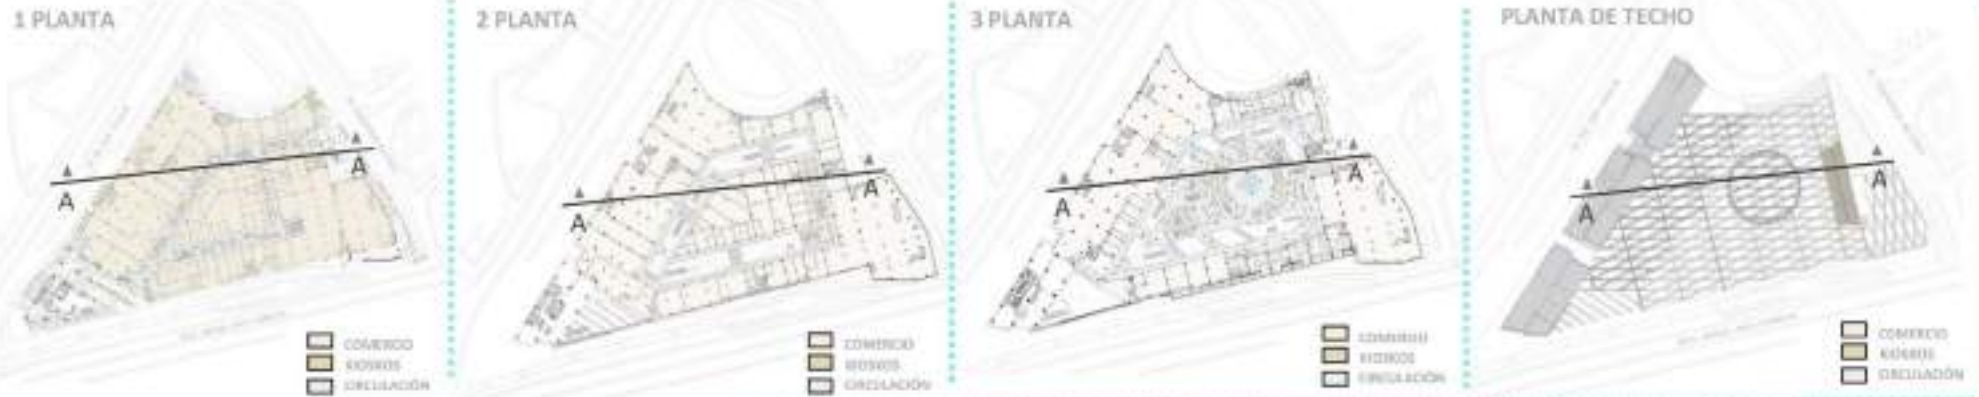 1 PLANTA
A
A
COMERCIO
KIOSKOS
CIRCULACIÓN
2 PLANTA
A
A
COMERCIO
KIOSKOS
CIRCULACIÓN
3 PLANTA
A
A
COMERCIO
KIOSKOS
CIRCULACIÓN
PLANTA DE TECHO
A
A
COMERCIO
KIOSKOS
CIRCULACIÓN